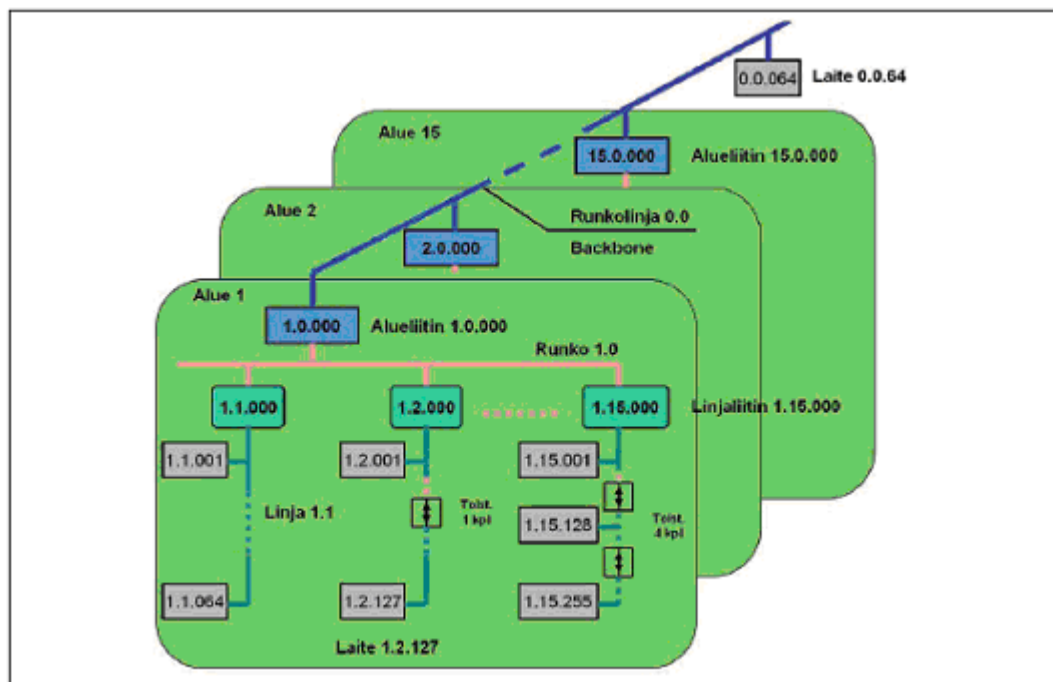 0.0.064
Laite 0.0.64
Alue 15
15.0.000
Alueliitin 15.0.000
Alue 2
Runkolinja 0.0
2.0.000
Backbone
Alue 1
1.0.000
Alueliitin 1.0.000
Runko 1.0
1.1.000
1.2.000
1.15.000
Linjaliitin 1.15.000
1.1.001
1.2.001
1.15.001
Linja 1.1
Toist.
1 kpl
1.15.128
Toist.
4 kpl
1.1.064
1.2.127
1.15.255
Laite 1.2.127